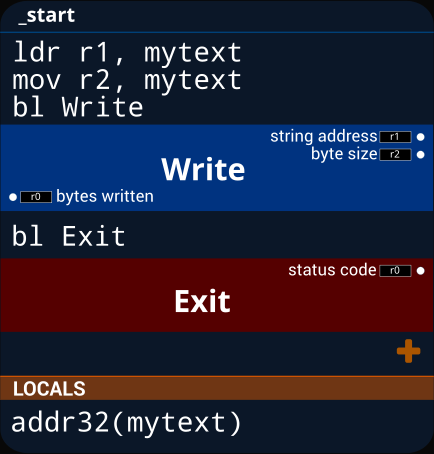 _start
ldr r1, mytext
mov r2, mytext
bl Write
string address r1
byte size r2
Write
r0 bytes written
bl Exit
status code r0
Exit
LOCALS
addr32(mytext)